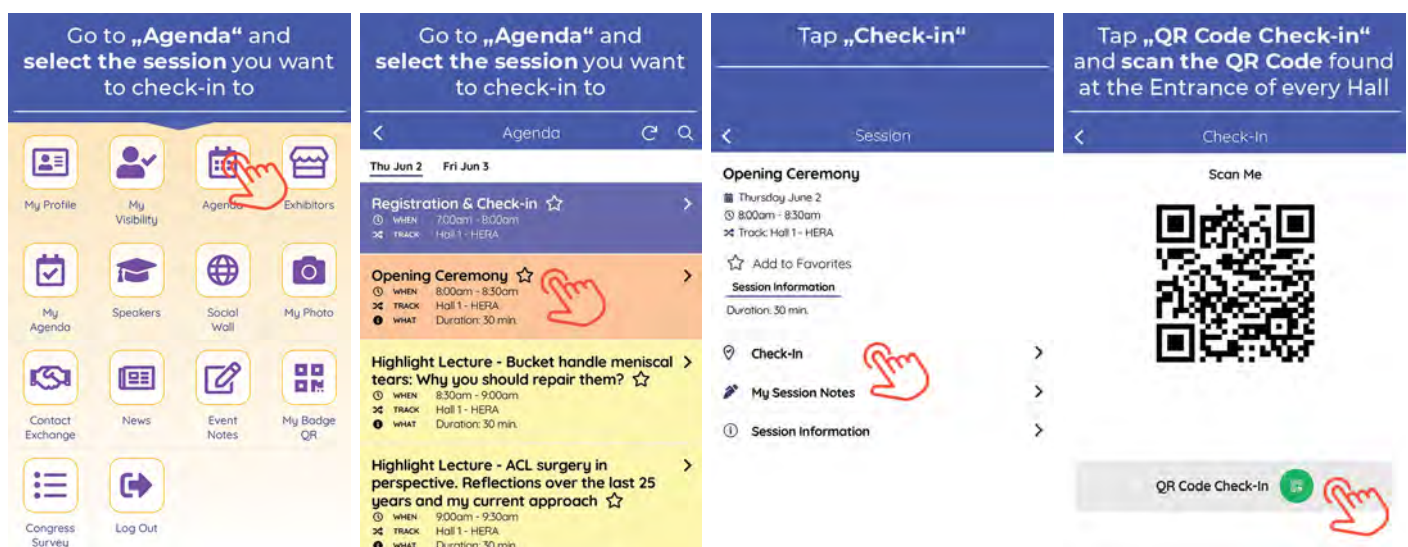 Go to „Agenda“ and
select the session you want
to check-in to
My Profile
My
Visibility
Agenda
Exhibitors
My
Agenda
Speakers
Social
Wall
My Photo
Contact
Exchange
News
Event
Notes
My Badge
QR
Congress
Survey
Log Out
Go to „Agenda“ and
select the session you want
to check-in to
Agenda
Thu Jun 2 Fri Jun 3
Registration & Check-in
WHEN 7:00am - 8:00am
TRACK Hall 1 - HERA
Opening Ceremony
WHEN 8:00am - 8:30am
TRACK Hall 1 - HERA
WHAT Duration: 30 min.
Highlight Lecture - Bucket handle meniscal
tears: Why you should repair them?
WHEN 8:30am - 9:00am
TRACK Hall 1 - HERA
WHAT Duration: 30 min.
Highlight Lecture - ACL surgery in
perspective. Reflections over the last 25
years and my current approach
WHEN 9:00am - 9:30am
TRACK Hall 1 - HERA
WHAT Duration: 30 min.
Tap „Check-in“
Session
Opening Ceremony
Thursday June 2
8:00am - 8:30am
Track: Hall 1 - HERA
Add to Favorites
Session Information
Duration: 30 min.
Check-In
My Session Notes
Session Information
Tap „QR Code Check-in“
and scan the QR Code found
at the Entrance of every Hall
Check-In
Scan Me
QR Code Check-In